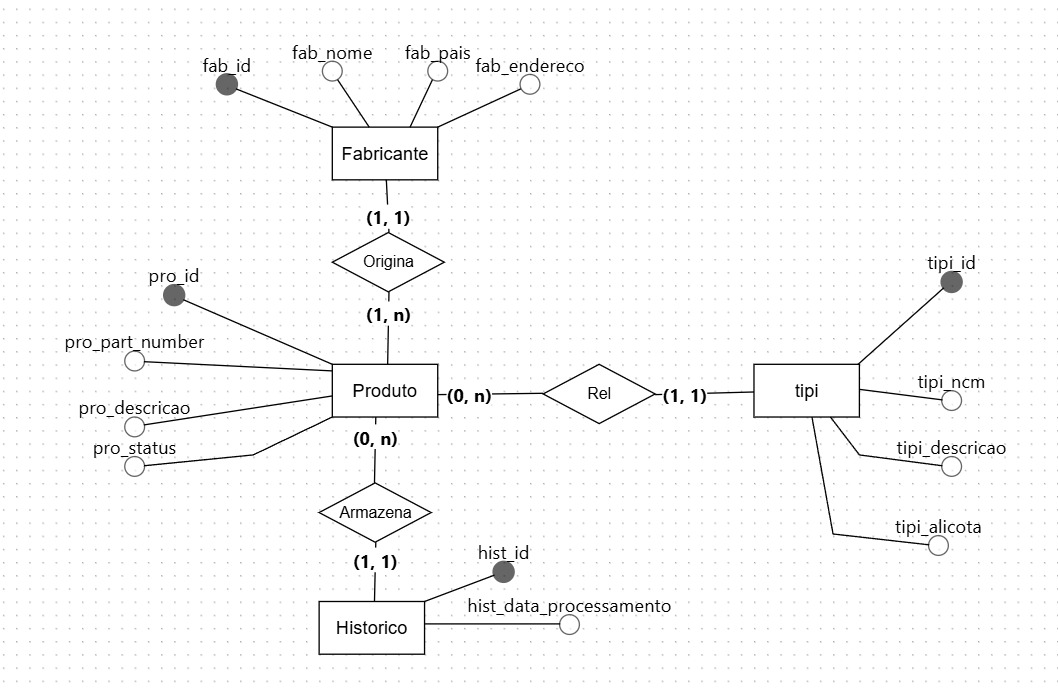 fab_nome
fab_pais
fab_id
fab_endereco
Fabricante
(1, 1)
Origina
tipi_id
pro_id
(1, n)
pro_part_number
tipi_ncm
Produto
(0, n)
Rel
(1, 1)
tipi
pro_descricao
(0, n)
pro_status
tipi_descricao
Armazena
tipi_alicota
(1, 1)
hist_id
hist_data_processamento
Historico